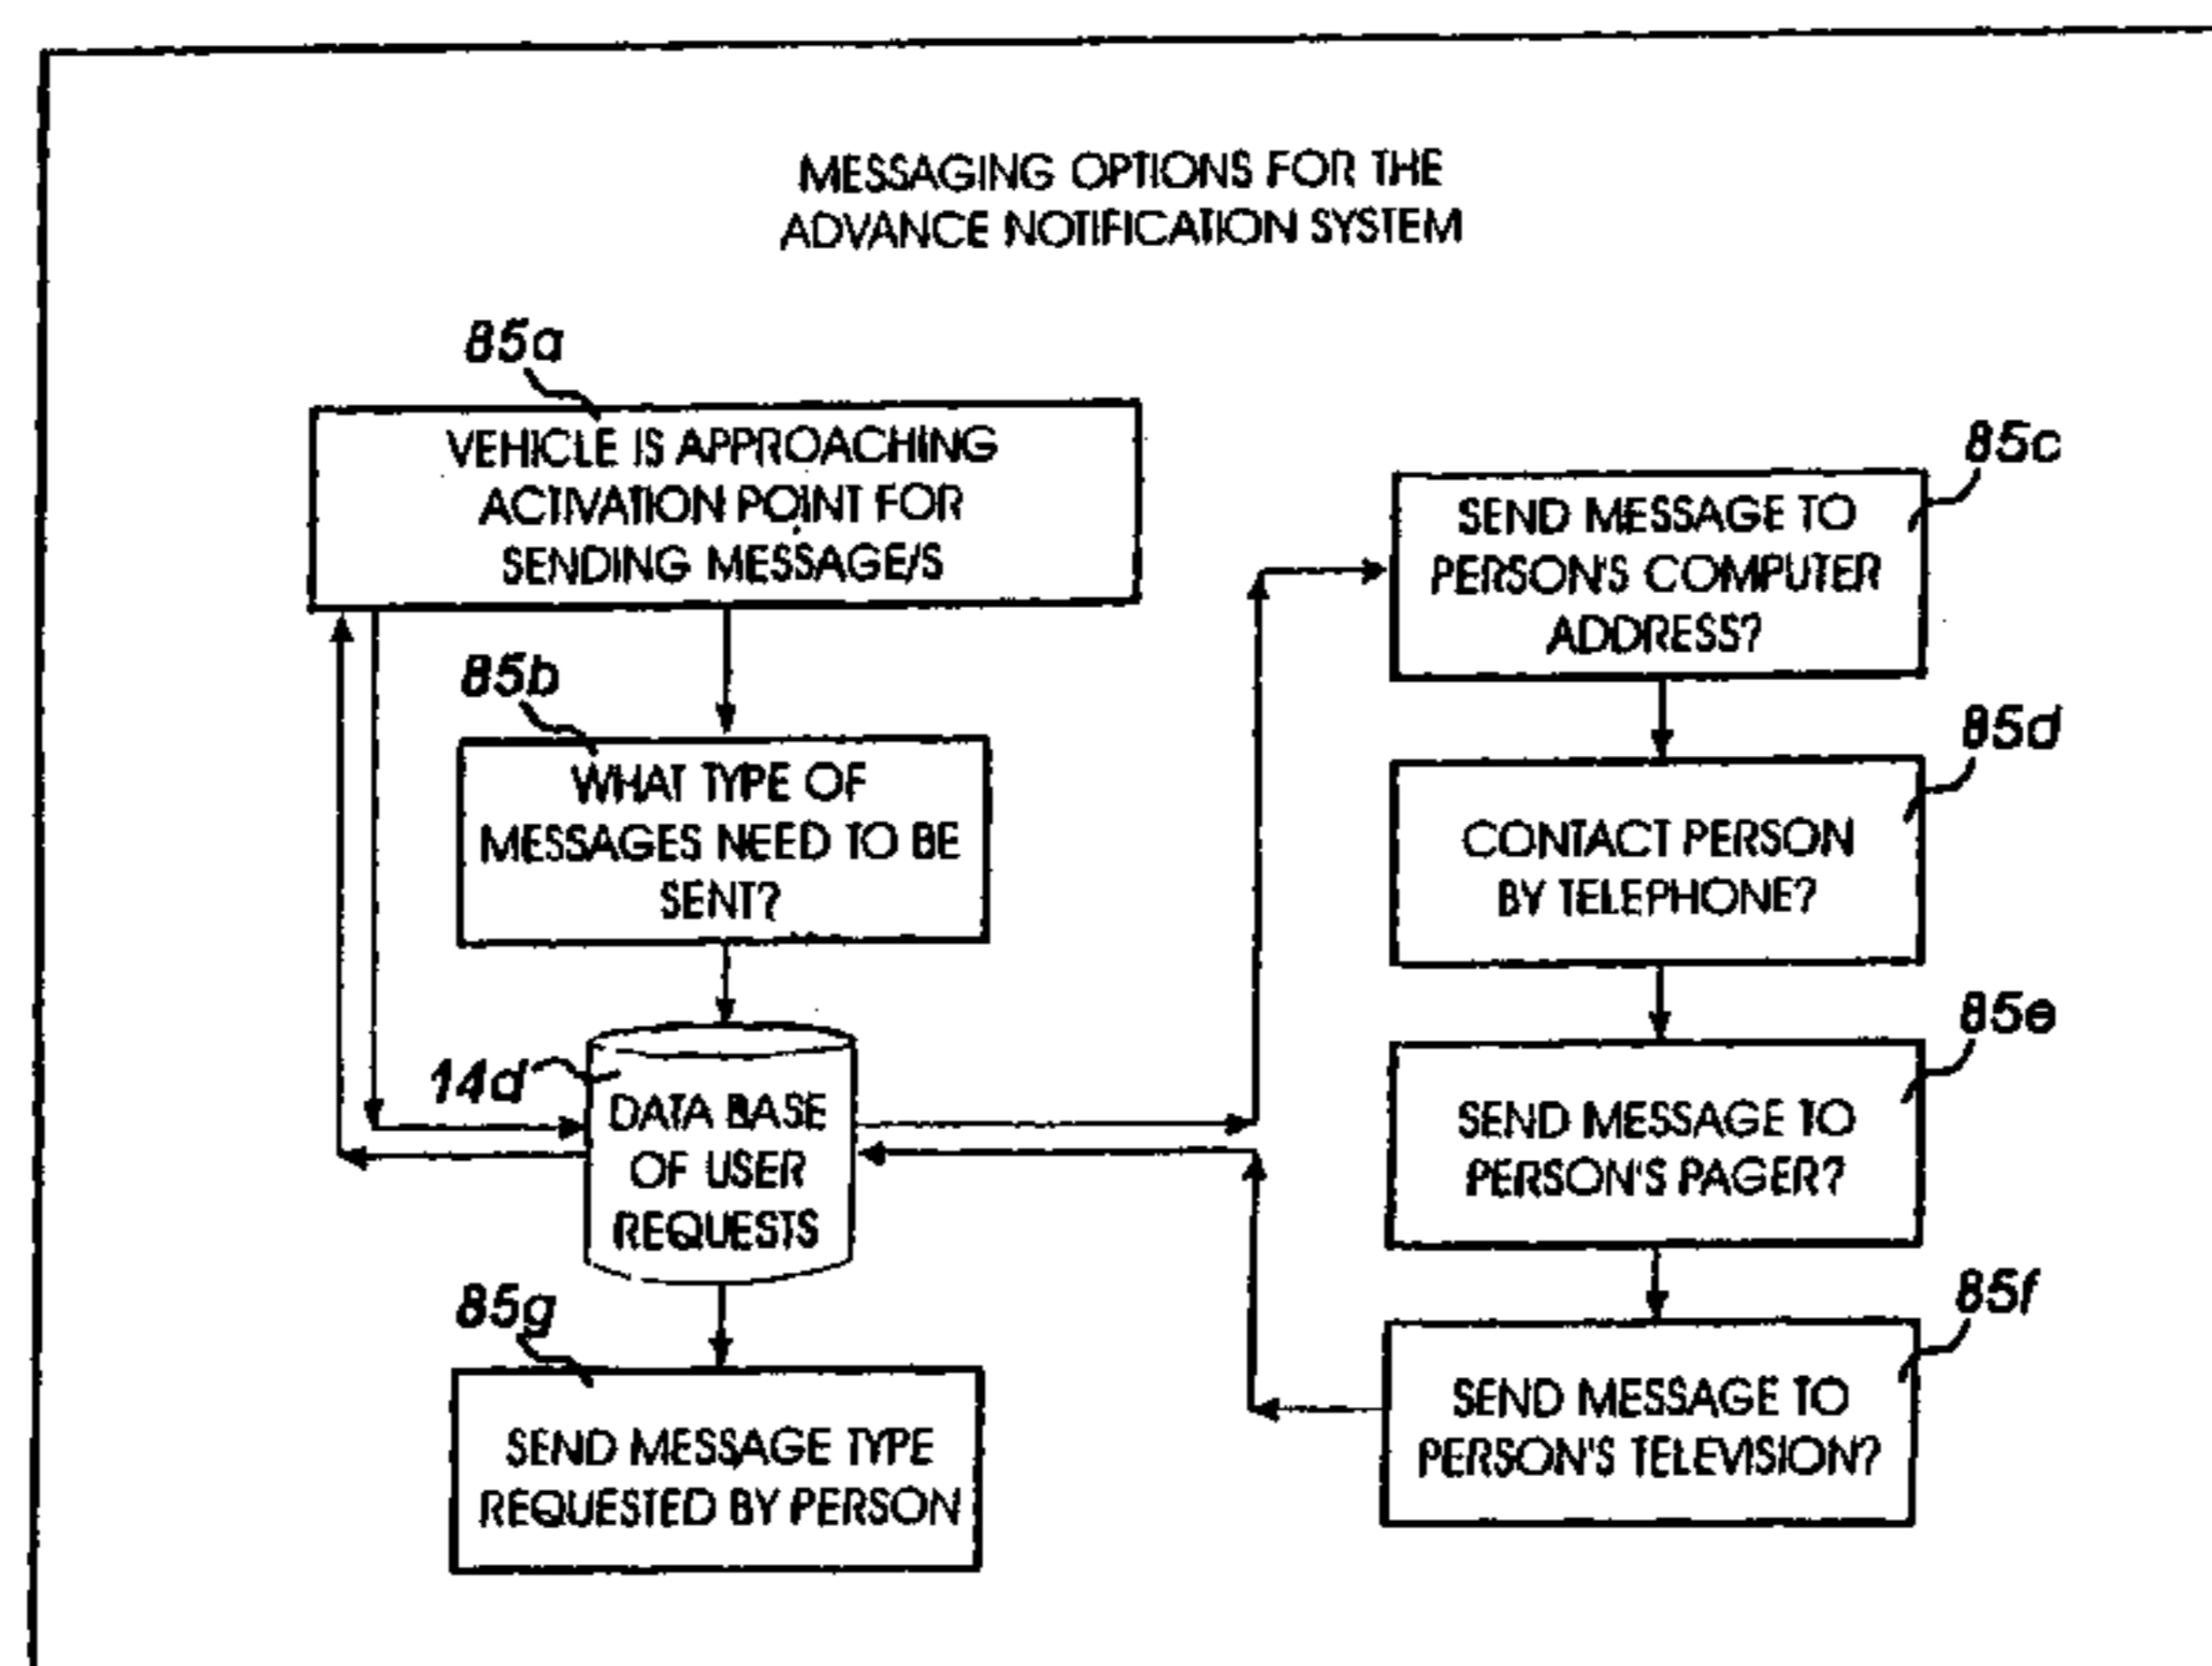 MESSAGING OPTIONS FOR THE
ADVANCE NOTIFICATION SYSTEM
85a
VEHICLE IS APPROACHING
ACTIVATION POINT FOR
SENDING MESSAGE/S
85b
WHAT TYPE OF
MESSAGES NEED TO BE
SENT?
14d
DATA BASE
OF USER
REQUESTS
85g
SEND MESSAGE TYPE
REQUESTED BY PERSON
85c
SEND MESSAGE TO
PERSON'S COMPUTER
ADDRESS?
85d
CONTACT PERSON
BY TELEPHONE?
85e
SEND MESSAGE TO
PERSON'S PAGER?
85f
SEND MESSAGE TO
PERSON'S TELEVISION?